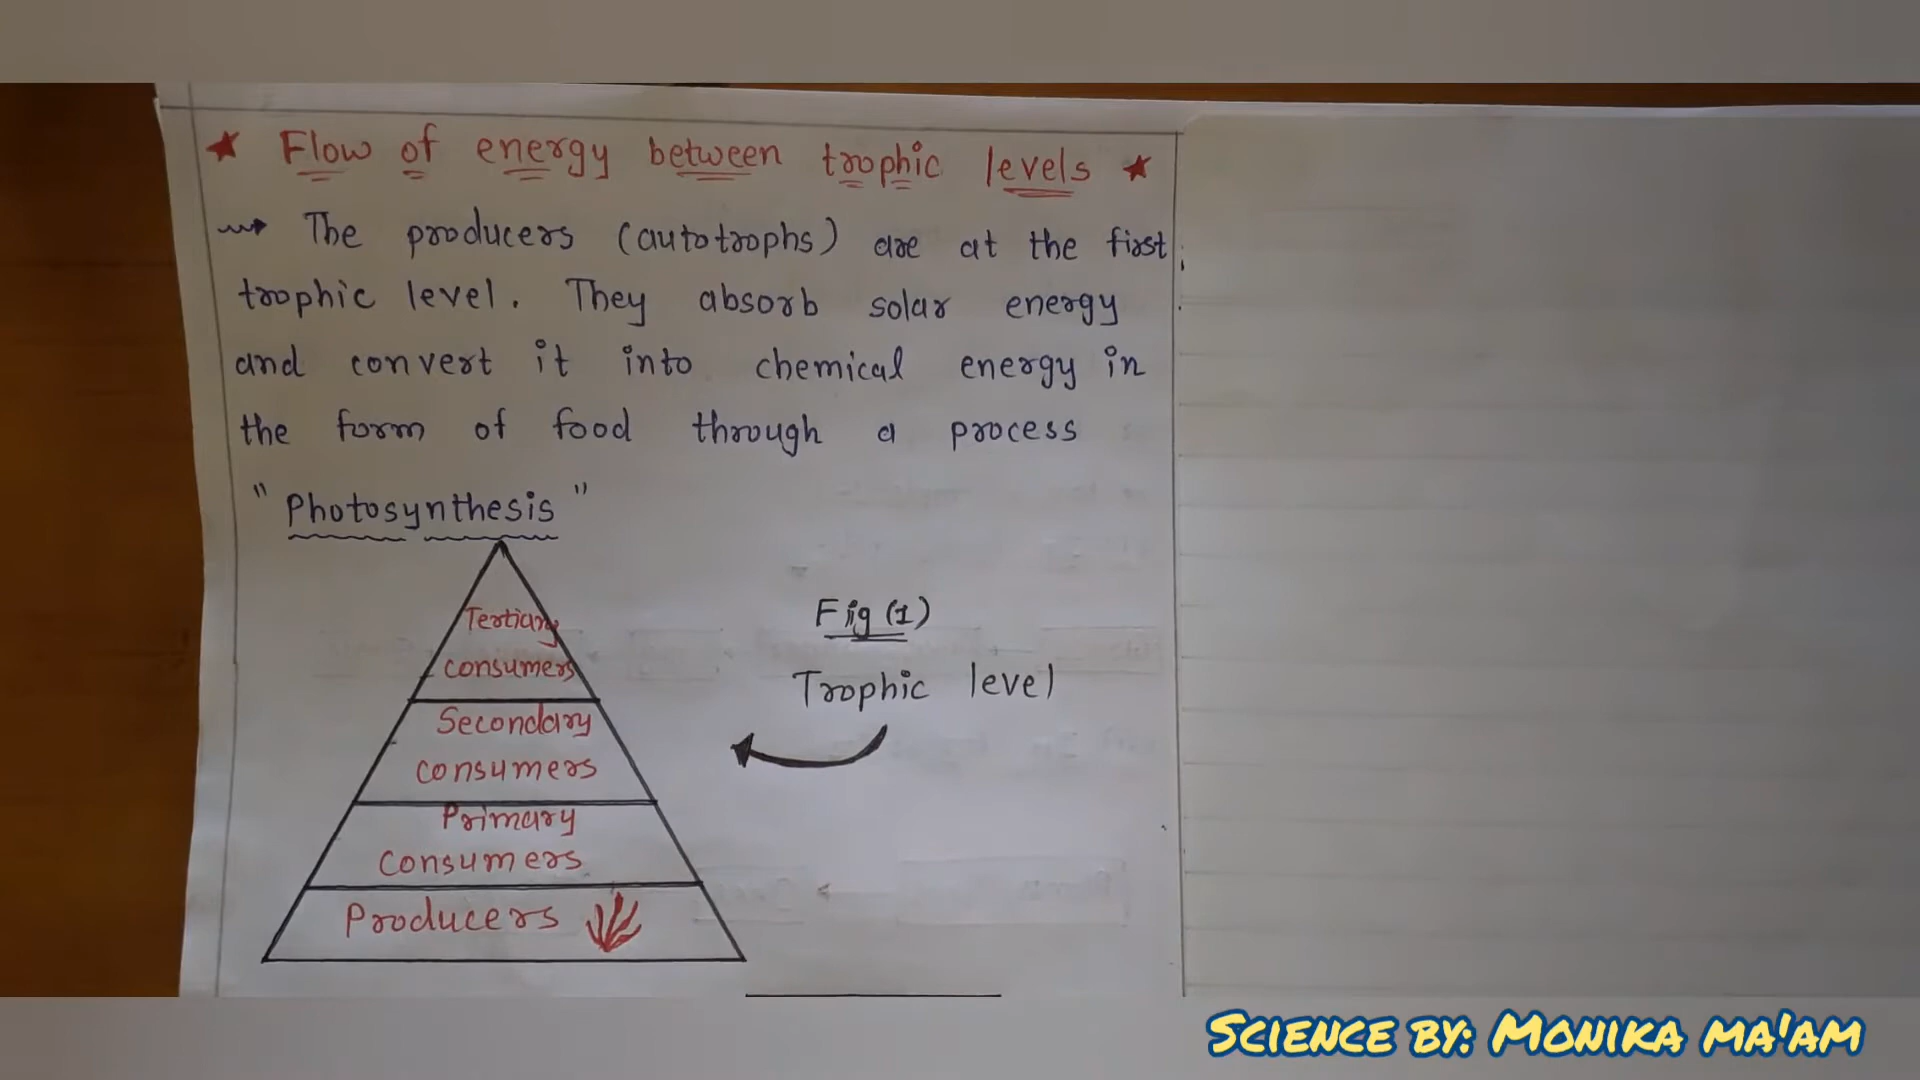 ★ Flow of energy between trophic levels ★
The producers (autotrophs) are at the first
trophic level. They absorb solar energy
and convert it into chemical energy in
the form of food through a process
"Photosynthesis"
Tertiary
consumers
Secondary
consumers
Primary
Consumers
Producers
Fig (1)
Trophic level
Science by: Monika ma'am